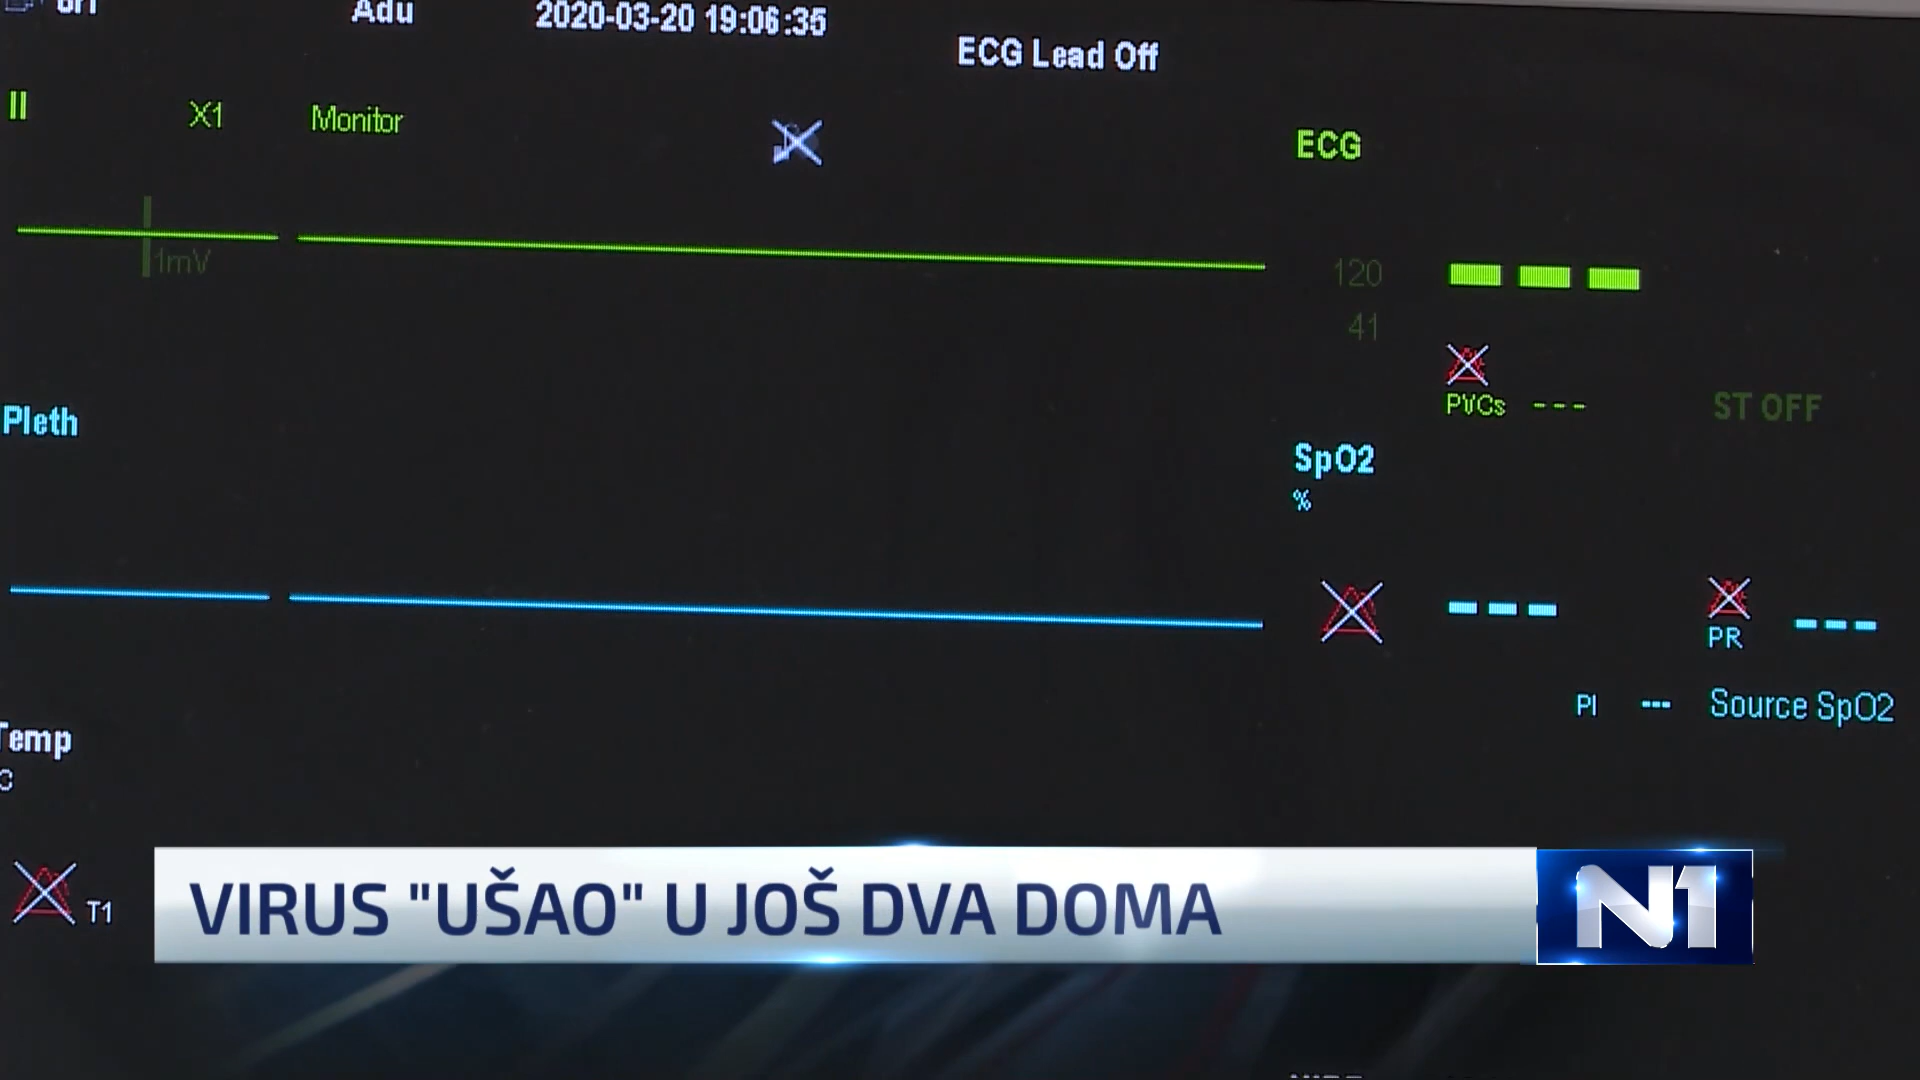 Adu
2020-03-20 19:06:35
ECG Lead Off
II
X1
Monitor
ECG
1mV
120
41
PVCs ---
ST OFF
Pleth
SpO2
%
--- 
PR ---
PI --- Source SpO2
Temp
T1
VIRUS "UŠAO" U JOŠ DVA DOMA
N1